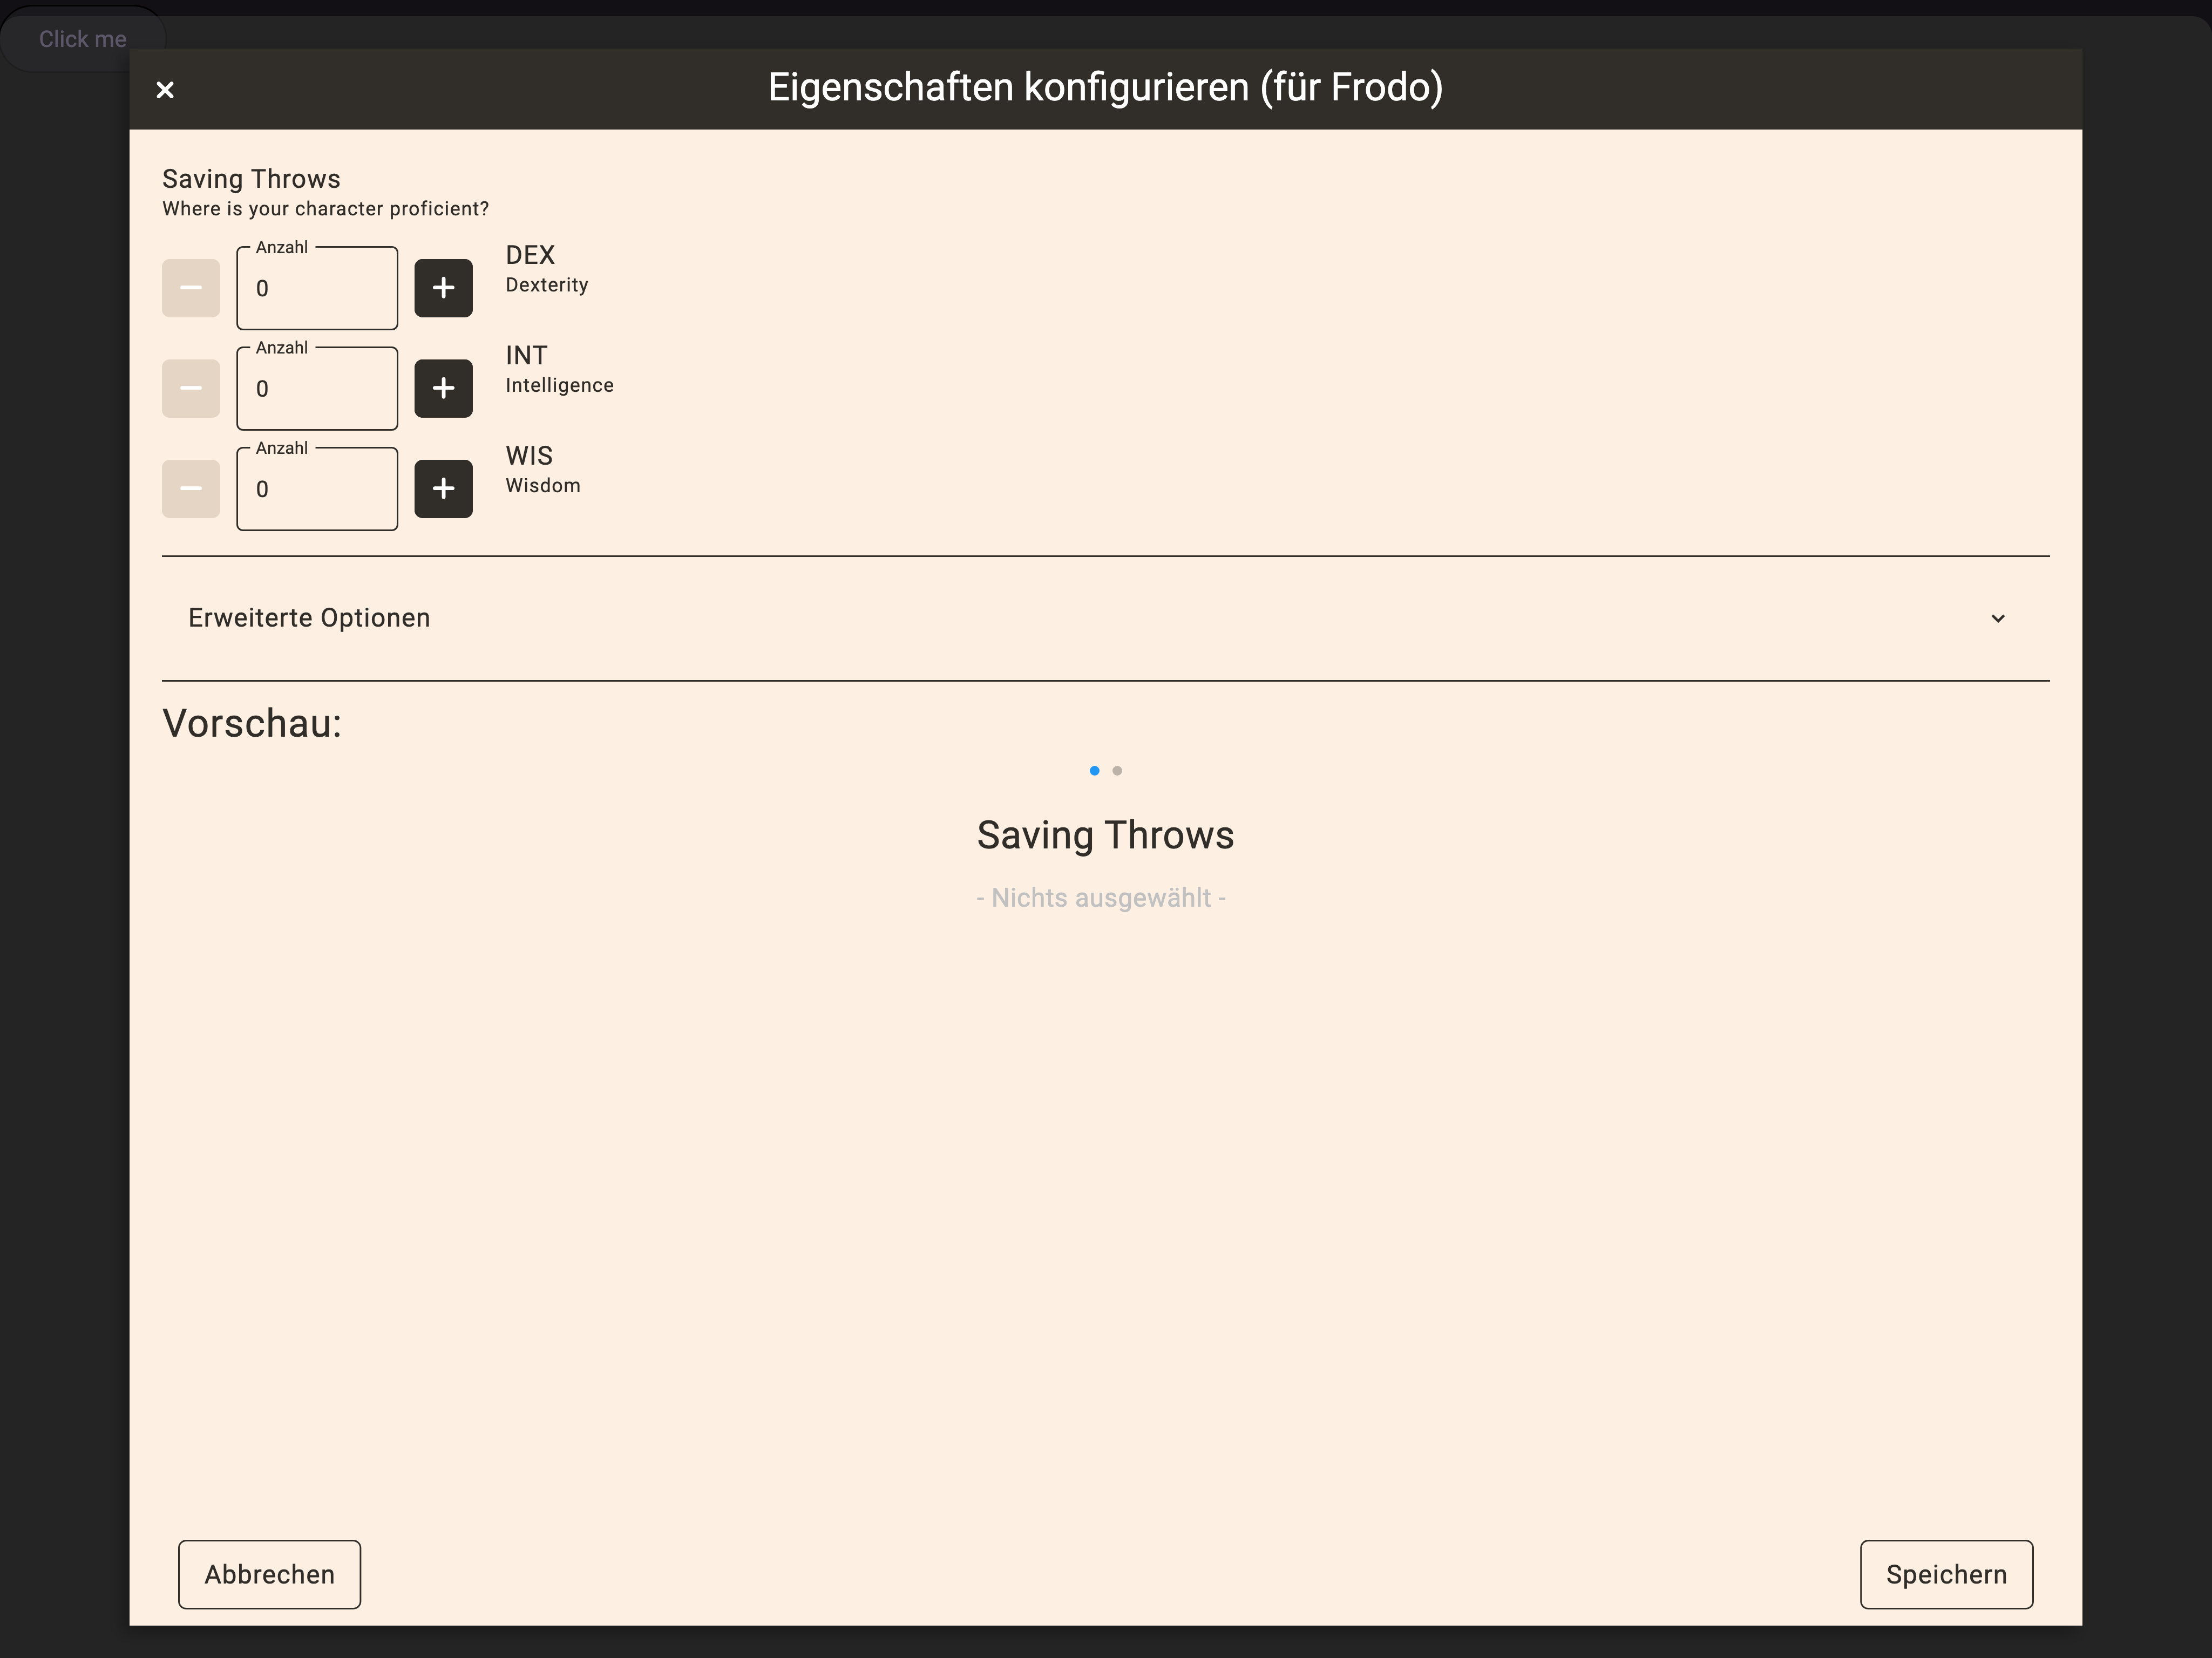 Click me
Eigenschaften konfigurieren (für Frodo)
Saving Throws
Where is your character proficient?
Anzahl
0
DEX
Dexterity
Anzahl
0
INT
Intelligence
Anzahl
0
WIS
Wisdom
Erweiterte Optionen
Vorschau:
Saving Throws
- Nichts ausgewählt -
Abbrechen
Speichern